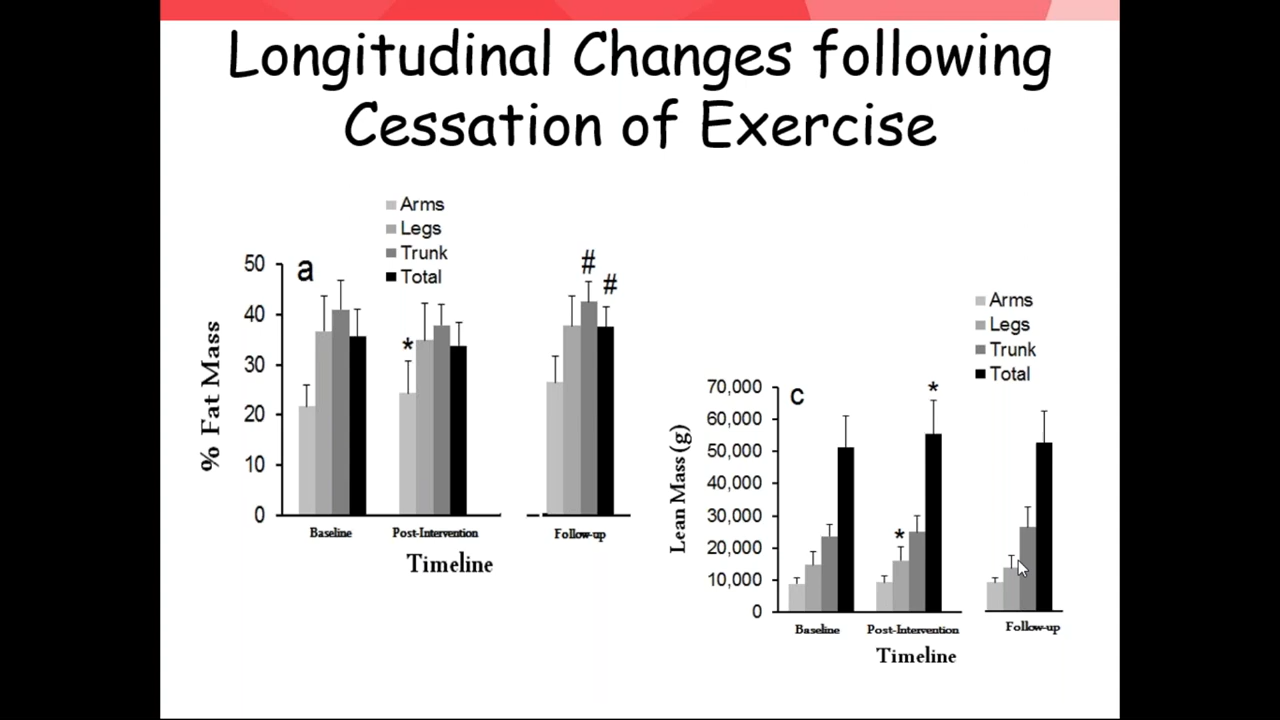 Longitudinal Changes following
Cessation of Exercise
Arms
Legs
Trunk
Total
a
50
40
30
20
10
0
% Fat Mass
*
#
#
Baseline
Post-Intervention
Follow-up
Timeline
Arms
Legs
Trunk
Total
c
70,000
60,000
50,000
40,000
30,000
20,000
10,000
0
Lean Mass (g)
*
*
Baseline
Post-Intervention
Follow-up
Timeline